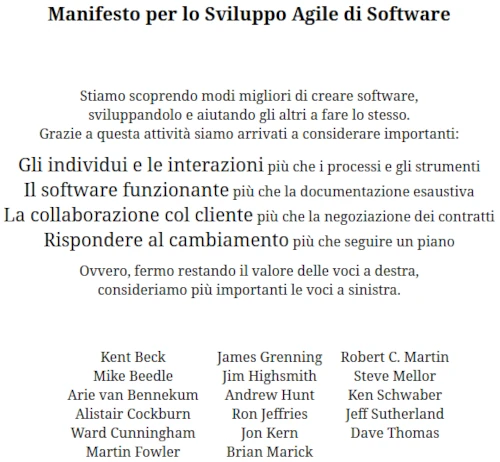 Manifesto per lo Sviluppo Agile di Software
Stiamo scoprendo modi migliori di creare software,
sviluppandolo e aiutando gli altri a fare lo stesso.
Grazie a questa attività siamo arrivati a considerare importanti:
Gli individui e le interazioni più che i processi e gli strumenti
Il software funzionante più che la documentazione esaustiva
La collaborazione col cliente più che la negoziazione dei contratti
Rispondere al cambiamento più che seguire un piano
Ovvero, fermo restando il valore delle voci a destra,
consideriamo più importanti le voci a sinistra.
Kent Beck
Mike Beedle
Arie van Bennekum
Alistair Cockburn
Ward Cunningham
Martin Fowler
James Grenning
Jim Highsmith
Andrew Hunt
Ron Jeffries
Jon Kern
Brian Marick
Robert C. Martin
Steve Mellor
Ken Schwaber
Jeff Sutherland
Dave Thomas